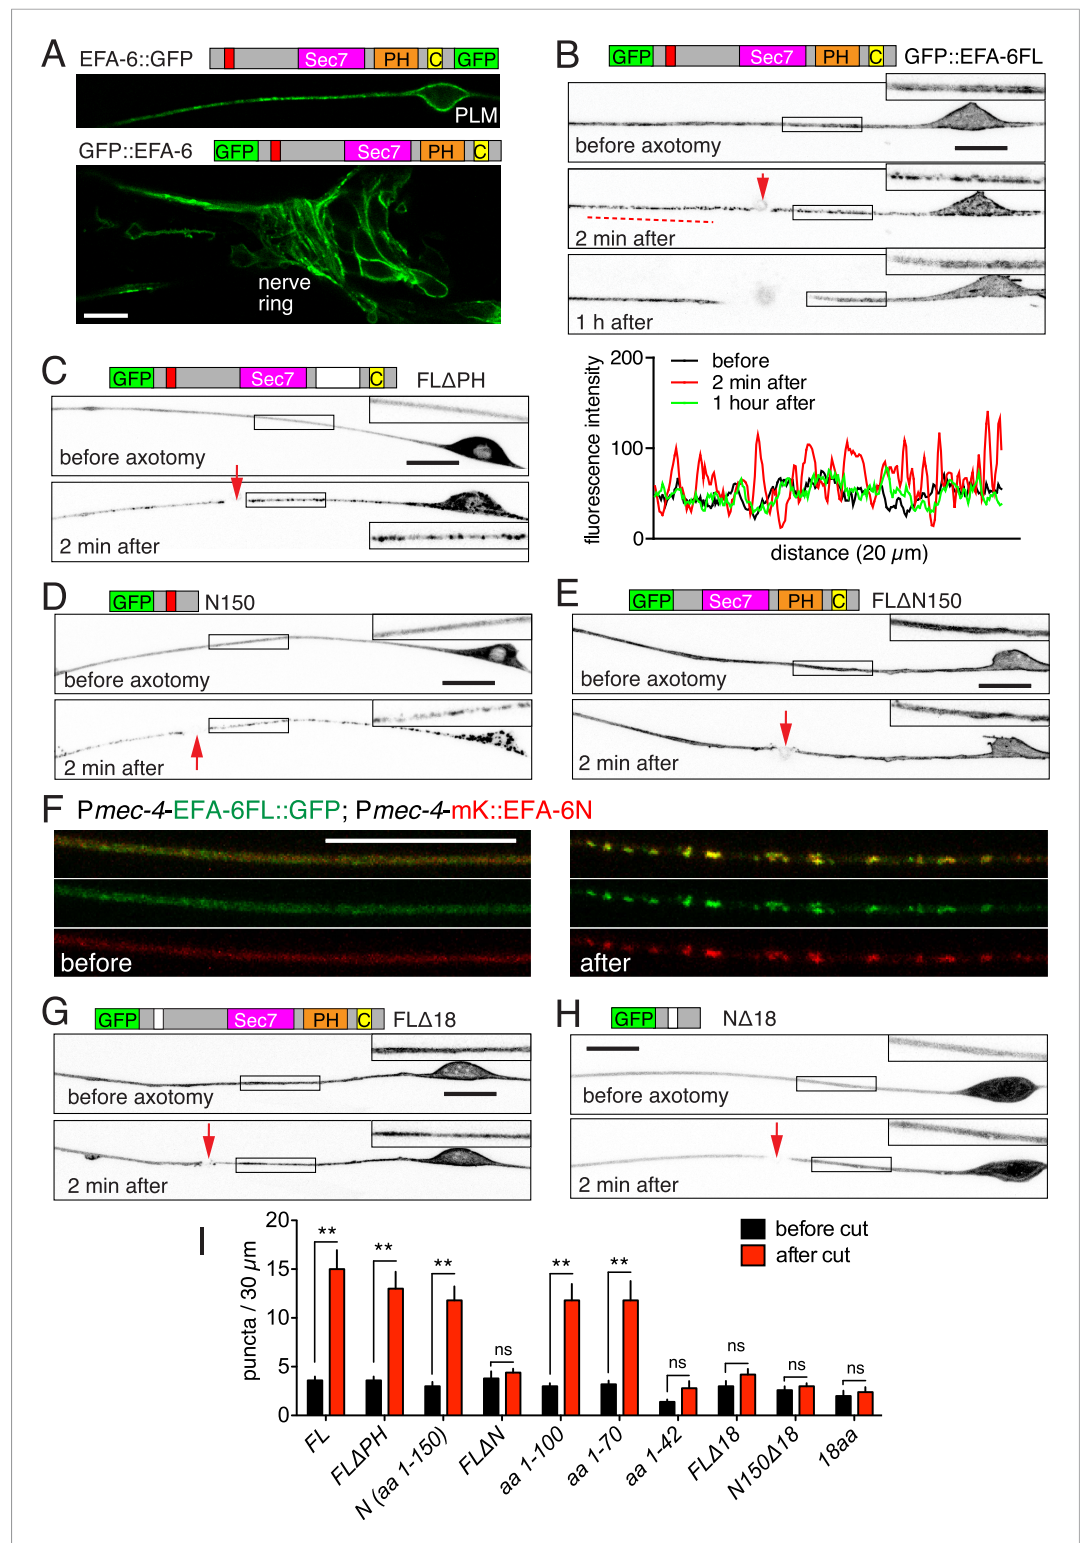 A
EFA-6::GFP
Sec7 PH C GFP
PLM
GFP::EFA-6
GFP Sec7 PH C
nerve
ring
B
GFP Sec7 PH C
GFP::EFA-6FL
before axotomy
2 min after
1 h after
200
100
0
fluorescence intensity
before
2 min after
1 hour after
distance (20 µm)
C
GFP Sec7 C
FLΔPH
before axotomy
2 min after
D
GFP
N150
before axotomy
2 min after
E
GFP Sec7 PH C
FLΔN150
before axotomy
2 min after
F
Pmec-4-EFA-6FL::GFP; Pmec-4-mK::EFA-6N
before
after
G
GFP Sec7 PH C
FLΔ18
before axotomy
2 min after
H
GFP
NΔ18
before axotomy
2 min after
I
puncta / 30 µm
20
15
10
5
0
before cut
after cut
** ** ** ns ** ** ns ns ns ns
FL
FLΔPH
N (aa 1-150)
FLΔN
aa 1-100
aa 1-70
aa 1-42
FLΔ18
N150Δ18
18aa